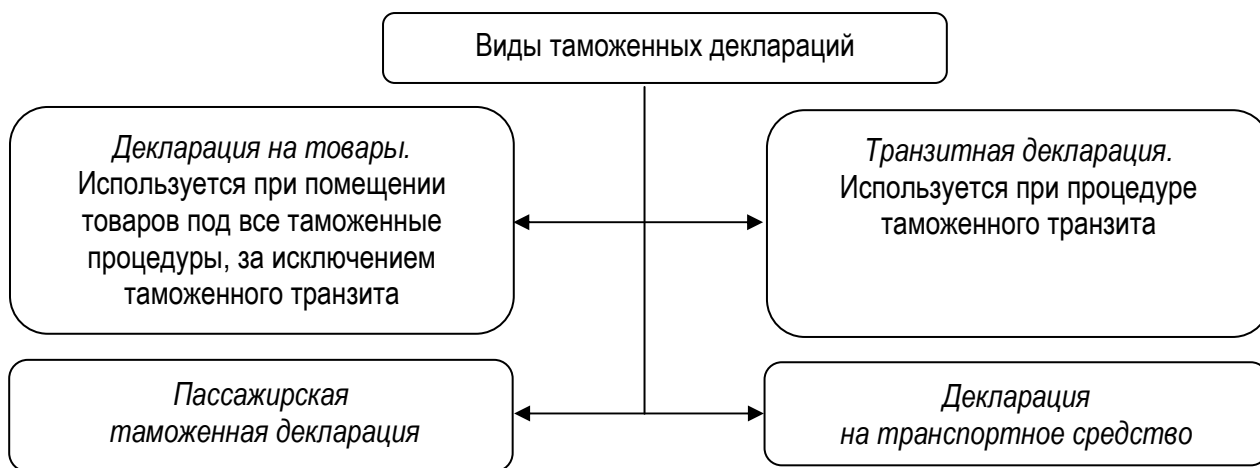 Виды таможенных деклараций
Декларация на товары.
Используется при помещении
товаров под все таможенные
процедуры, за исключением
таможенного транзита
Транзитная декларация.
Используется при процедуре
таможенного транзита
Пассажирская
таможенная декларация
Декларация
на транспортное средство